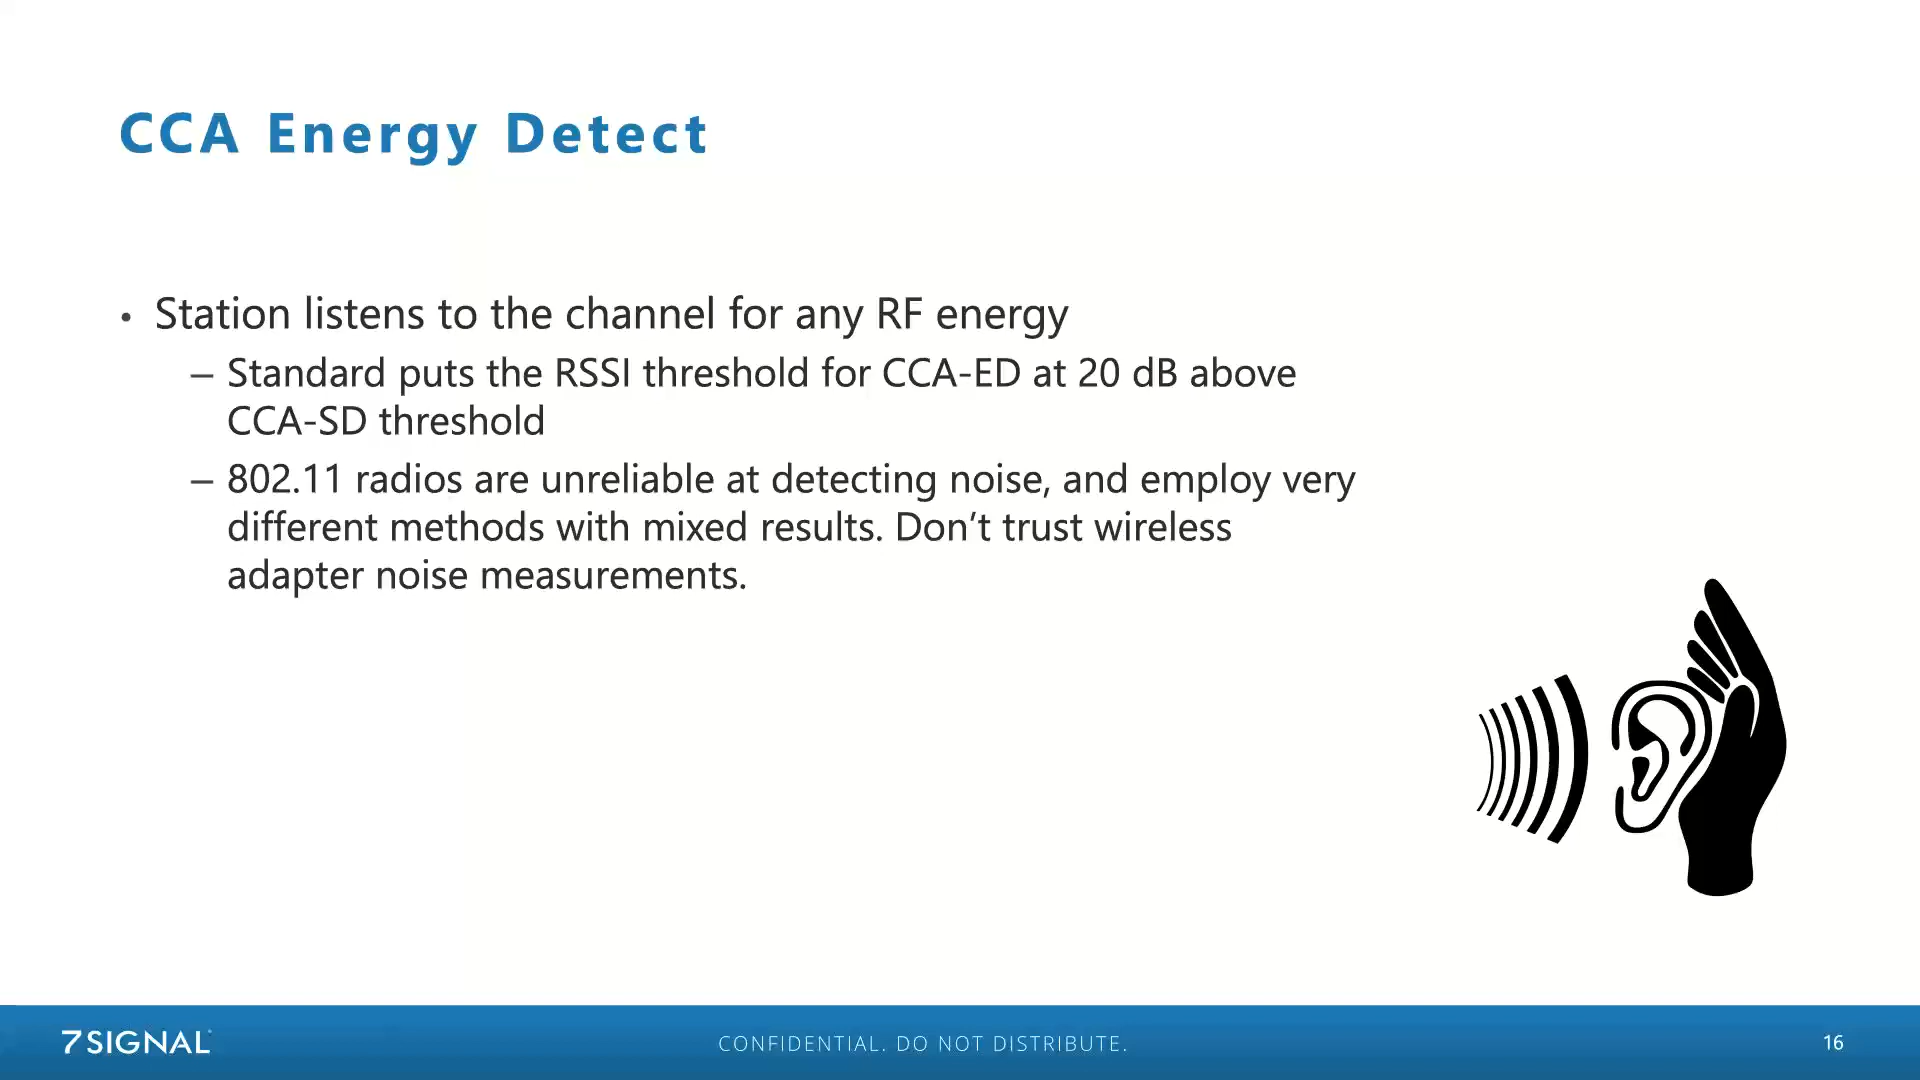 CCA Energy Detect
• Station listens to the channel for any RF energy
– Standard puts the RSSI threshold for CCA-ED at 20 dB above
CCA-SD threshold
– 802.11 radios are unreliable at detecting noise, and employ very
different methods with mixed results. Don’t trust wireless
adapter noise measurements.
7SIGNAL
CONFIDENTIAL. DO NOT DISTRIBUTE.
16